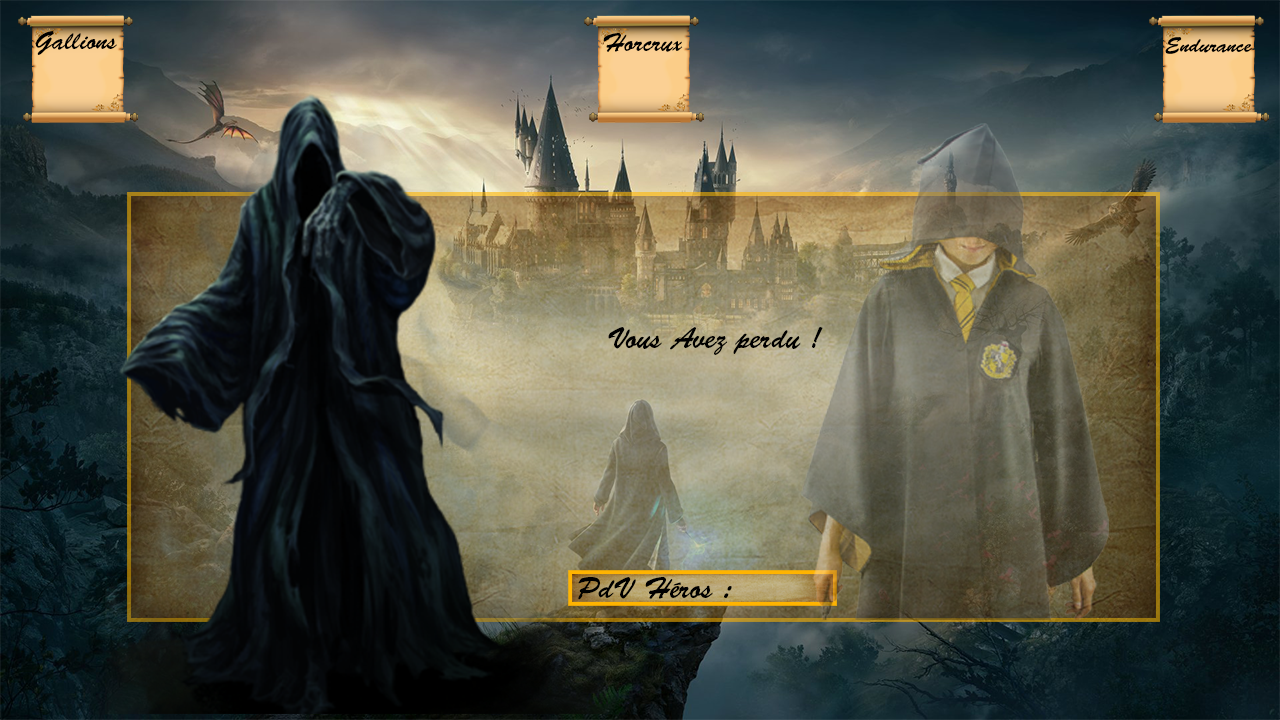 Gallions
Horcrux
Endurance
Vous Avez perdu !
PdV Héros :